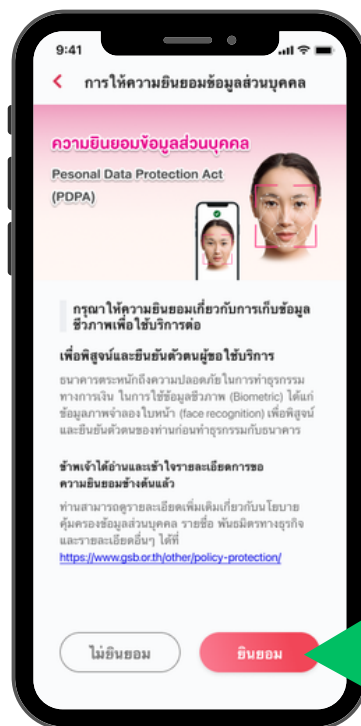 9:41
การให้ความยินยอมข้อมูลส่วนบุคคล
ความยินยอมข้อมูลส่วนบุคคล
Pesonal Data Protection Act
(PDPA)
กรุณาให้ความยินยอมเกี่ยวกับการเก็บข้อมูล
ชีวภาพเพื่อใช้บริการต่อ
เพื่อพิสูจน์และยืนยันตัวตนผู้ขอใช้บริการ
ธนาคารตระหนักถึงความปลอดภัยในการทำธุรกรรม
ทางการเงิน ในการใช้ข้อมูลชีวภาพ (Biometric) ได้แก่
ข้อมูลภาพจำลองใบหน้า (face recognition) เพื่อพิสูจน์
และยืนยันตัวตนของท่านก่อนทำธุรกรรมกับธนาคาร
ข้าพเจ้าได้อ่านและเข้าใจรายละเอียดการขอ
ความยินยอมข้างต้นแล้ว
ท่านสามารถดูรายละเอียดเพิ่มเติมเกี่ยวกับนโยบาย
คุ้มครองข้อมูลส่วนบุคคล รายชื่อ พันธมิตรทางธุรกิจ
และรายละเอียดอื่นๆ ได้ที่
https://www.gsb.or.th/other/policy-protection/
ไม่ยินยอม
ยินยอม